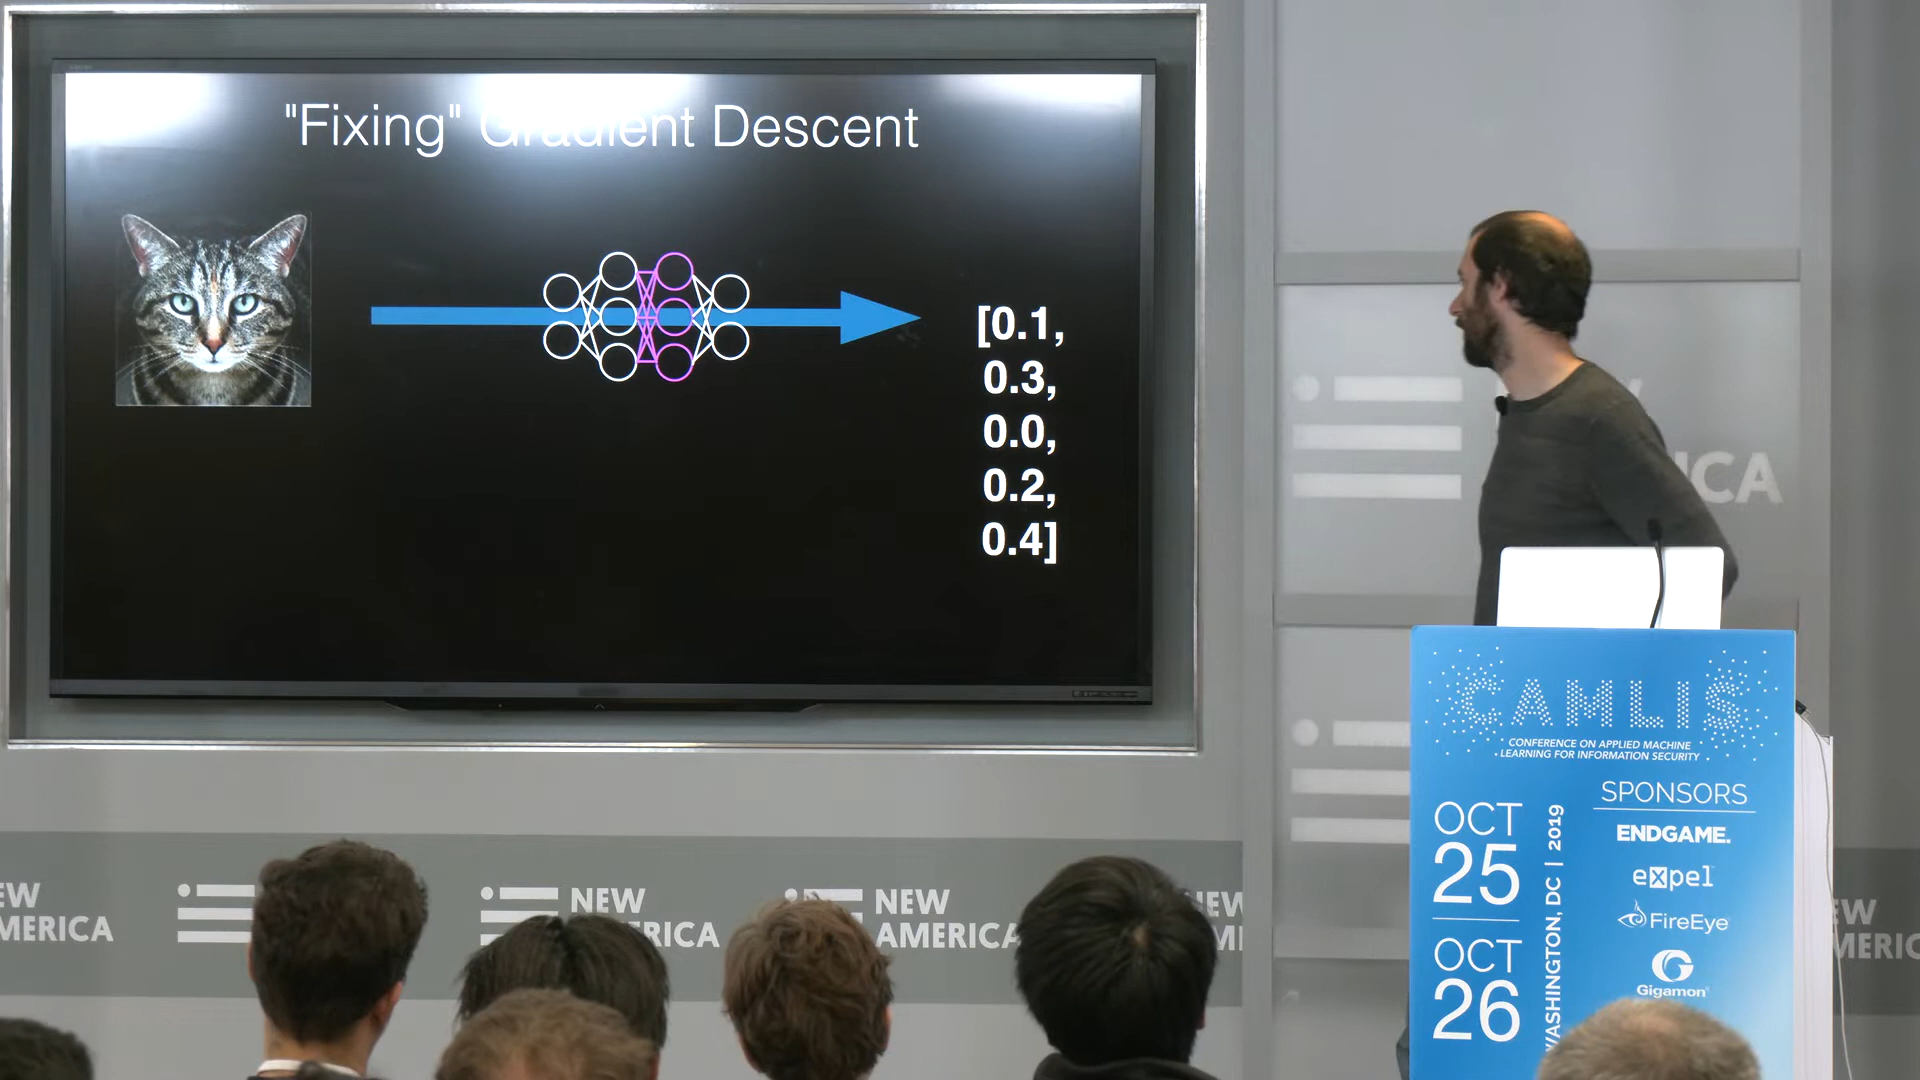 "Fixing" Gradient Descent
[0.1,
0.3,
0.0,
0.2,
0.4]
CAMLIS
CONFERENCE ON APPLIED MACHINE
LEARNING FOR INFORMATION SECURITY
OCT
25
OCT
26
WASHINGTON, DC | 2019
SPONSORS
ENDGAME.
expel
FireEye
Gigamon
NEW
AMERICA
NEW
AMERICA